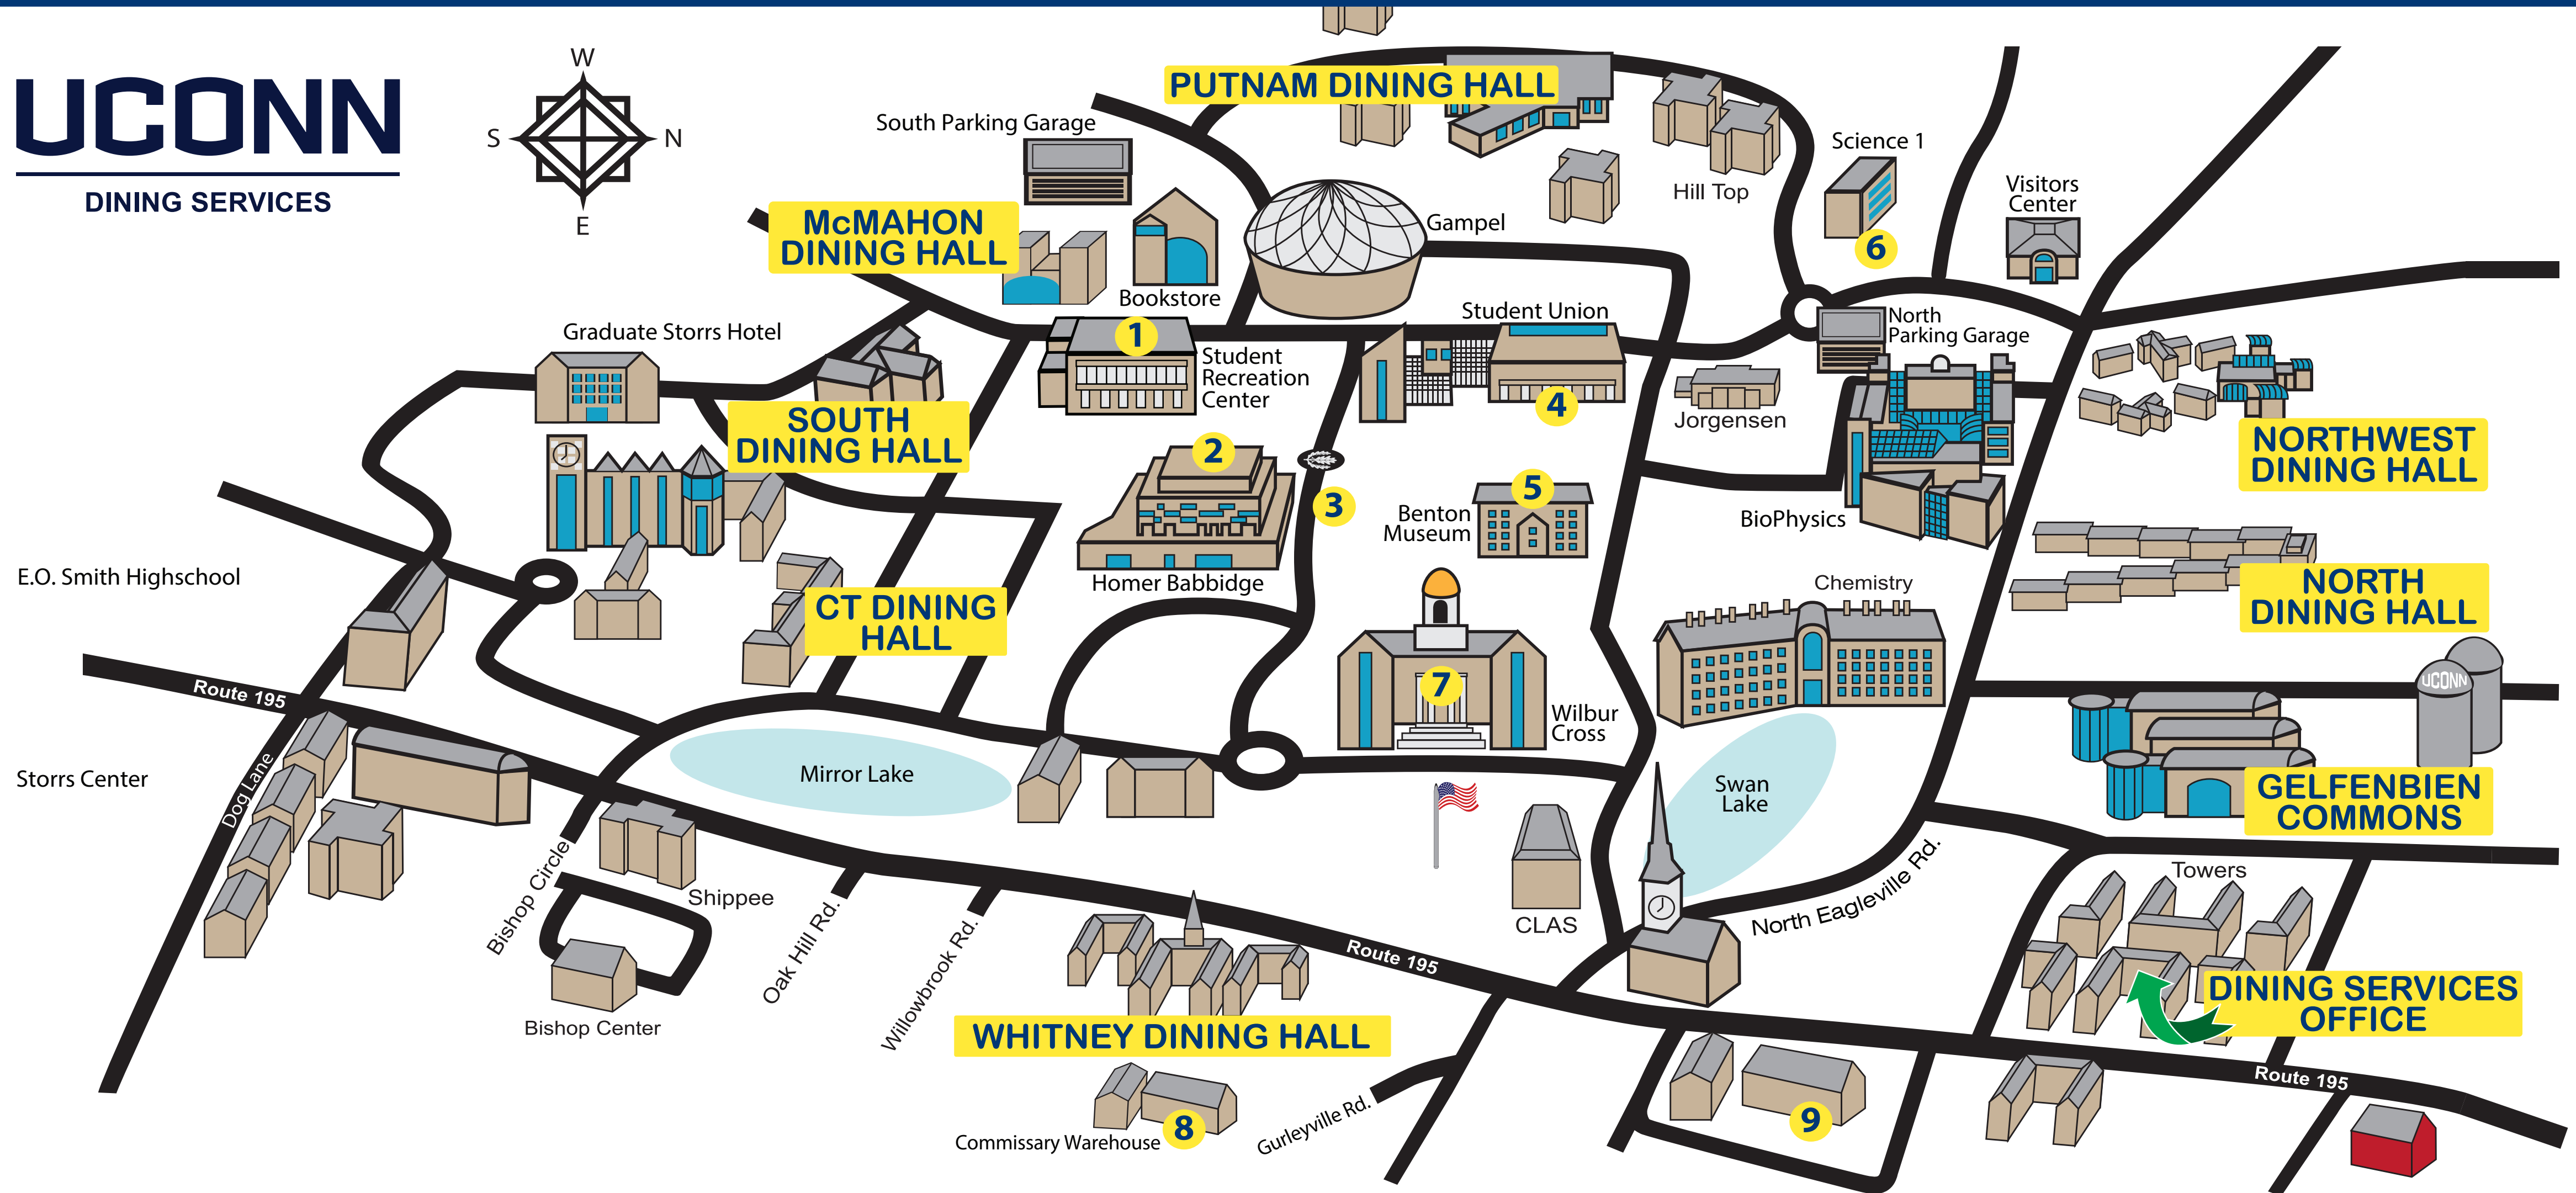 UCONN
DINING SERVICES
W
S
N
E
PUTNAM DINING HALL
South Parking Garage
Hill Top
Science 1
6
Visitors
Center
McMAHON
DINING HALL
Bookstore
Gampel
Student Union
North
Parking Garage
Graduate Storrs Hotel
1
Student
Recreation
Center
4
Jorgensen
SOUTH
DINING HALL
2
3
5
Benton
Museum
BioPhysics
NORTHWEST
DINING HALL
E.O. Smith Highschool
Homer Babbidge
CT DINING
HALL
Chemistry
NORTH
DINING HALL
7
Wilbur
Cross
UCONN
Route 195
Storrs Center
Dog Lane
Mirror Lake
Swan
Lake
GELFENBIEN
COMMONS
Bishop Circle
Shippee
Oak Hill Rd.
Willowbrook Rd.
CLAS
North Eagleville Rd.
Towers
Route 195
Bishop Center
WHITNEY DINING HALL
DINING SERVICES
OFFICE
Commissary Warehouse
8
Gurleyville Rd.
9
Route 195